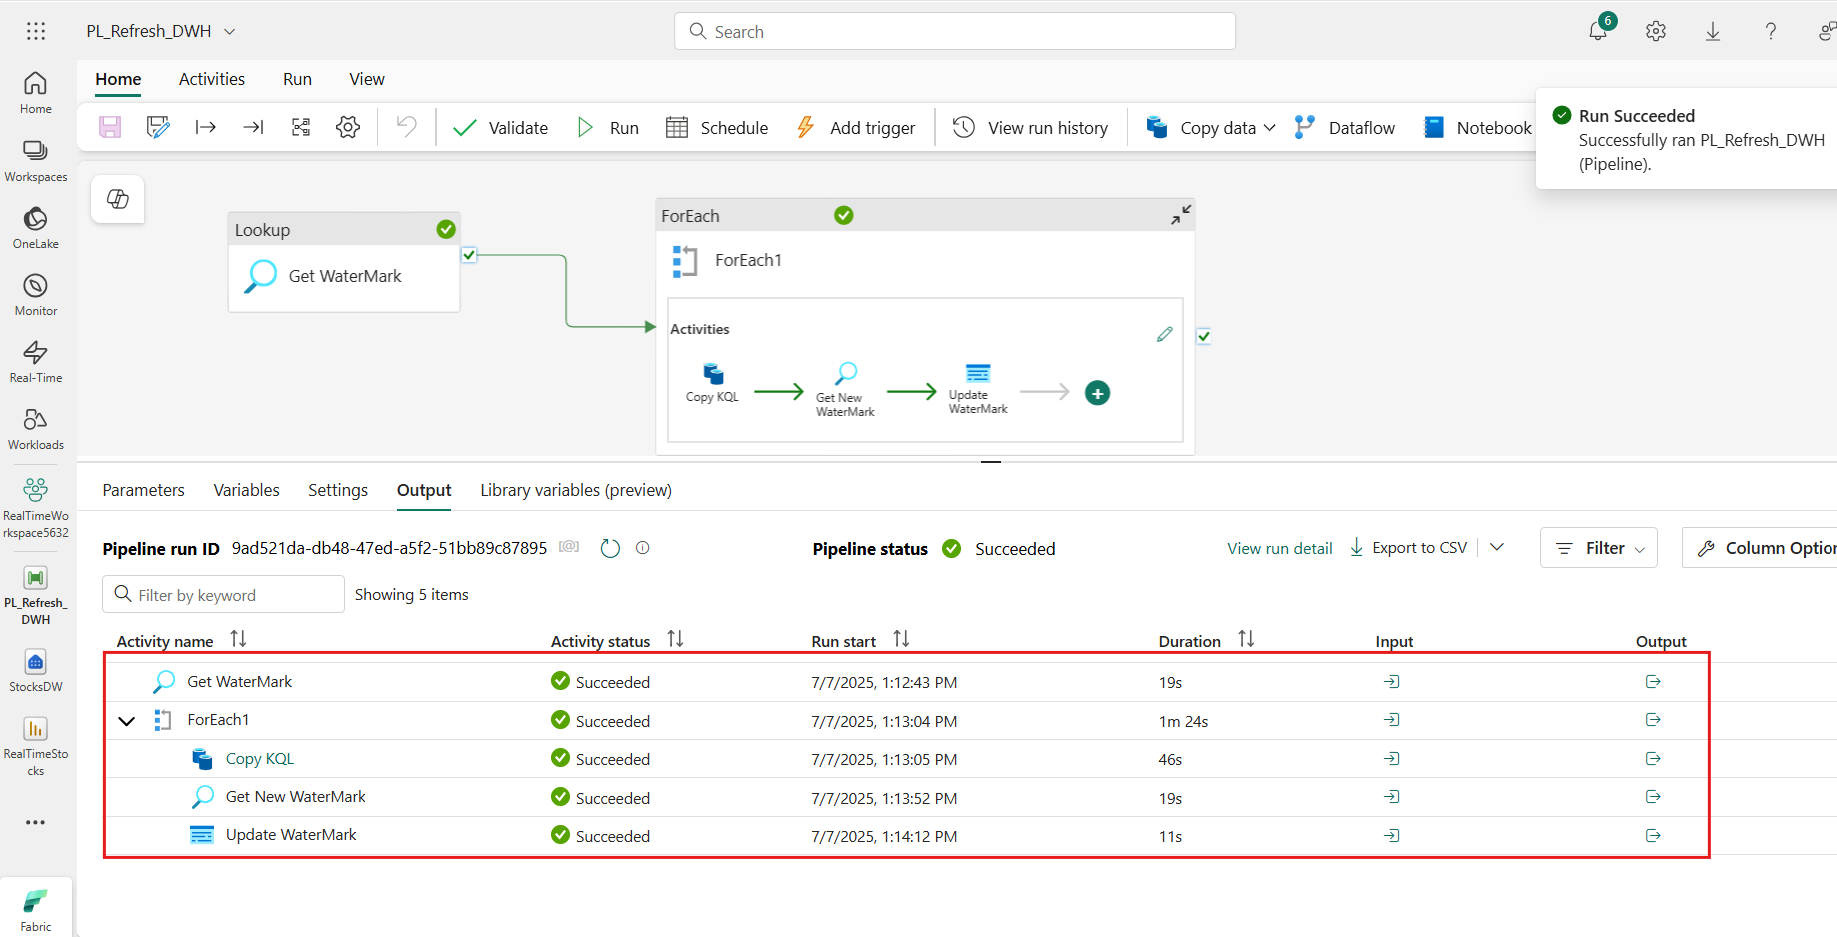 PL_Refresh_DWH
Search
6
Home
Activities
Run
View
Validate
Run
Schedule
Add trigger
View run history
Copy data
Dataflow
Notebook
Run Succeeded
Successfully ran PL_Refresh_DWH
(Pipeline).
Home
Workspaces
OneLake
Monitor
Real-Time
Workloads
RealTimeWo
rkspace5632
PL_Refresh_
DWH
StocksDW
RealTimeSto
cks
Fabric
Lookup
Get WaterMark
ForEach
ForEach1
Activities
Copy KQL
Get New
WaterMark
Update
WaterMark
Parameters
Variables
Settings
Output
Library variables (preview)
Pipeline run ID 9ad521da-db48-47ed-a5f2-51bb89c87895
Pipeline status Succeeded
View run detail
Export to CSV
Filter
Column Option
Filter by keyword
Showing 5 items
Activity name Activity status Run start Duration Input Output
Get WaterMark Succeeded 7/7/2025, 1:12:43 PM 19s
ForEach1 Succeeded 7/7/2025, 1:13:04 PM 1m 24s
Copy KQL Succeeded 7/7/2025, 1:13:05 PM 46s
Get New WaterMark Succeeded 7/7/2025, 1:13:52 PM 19s
Update WaterMark Succeeded 7/7/2025, 1:14:12 PM 11s